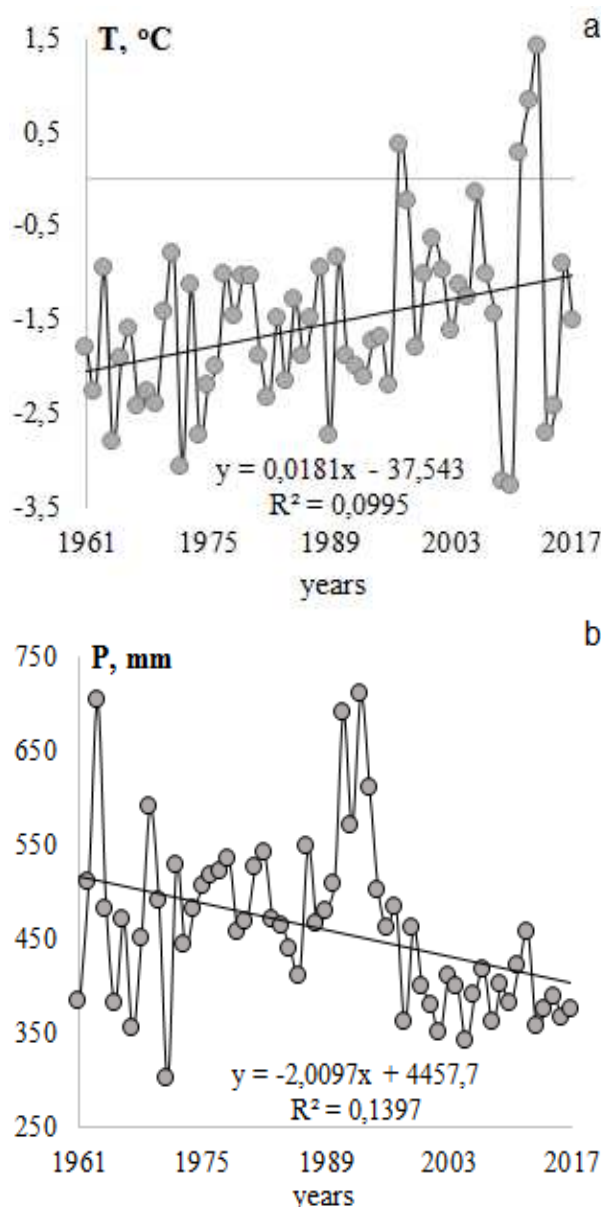 a
T, °C
1,5
0,5
-0,5
-1,5
-2,5
-3,5
y = 0,0181x - 37,543
R² = 0,0995
1961 1975 1989 2003 2017
years
b
P, mm
750
650
550
450
350
250
y = -2,0097x + 4457,7
R² = 0,1397
1961 1975 1989 2003 2017
years